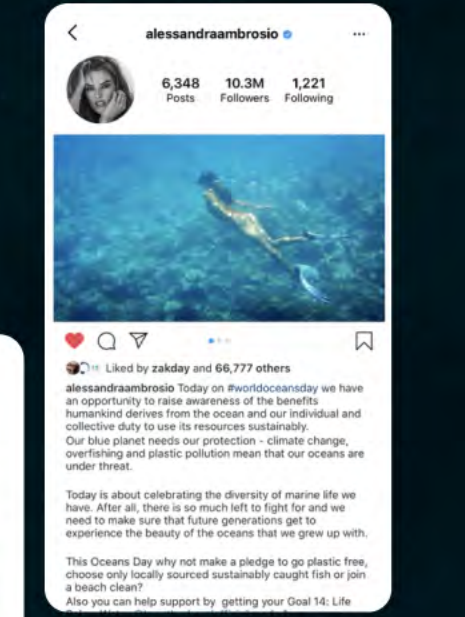 alessandraambrosio
6,348 10.3M 1,221
Posts Followers Following
Liked by zakday and 66,777 others
alessandraambrosio Today on #worldoceansday we have
an opportunity to raise awareness of the benefits
humankind derives from the ocean and our individual and
collective duty to use its resources sustainably.
Our blue planet needs our protection - climate change,
overfishing and plastic pollution mean that our oceans are
under threat.
Today is about celebrating the diversity of marine life we
have. After all, there is so much left to fight for and we
need to make sure that future generations get to
experience the beauty of the oceans that we grew up with.
This Oceans Day why not make a pledge to go plastic free,
choose only locally sourced sustainably caught fish or join
a beach clean?
Also you can help support by getting your Goal 14: Life